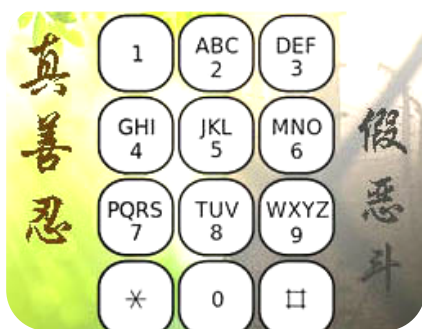 真善忍
1
ABC
2
DEF
3
GHI
4
JKL
5
MNO
6
PQRS
7
TUV
8
WXYZ
9
*
0
#
假恶斗